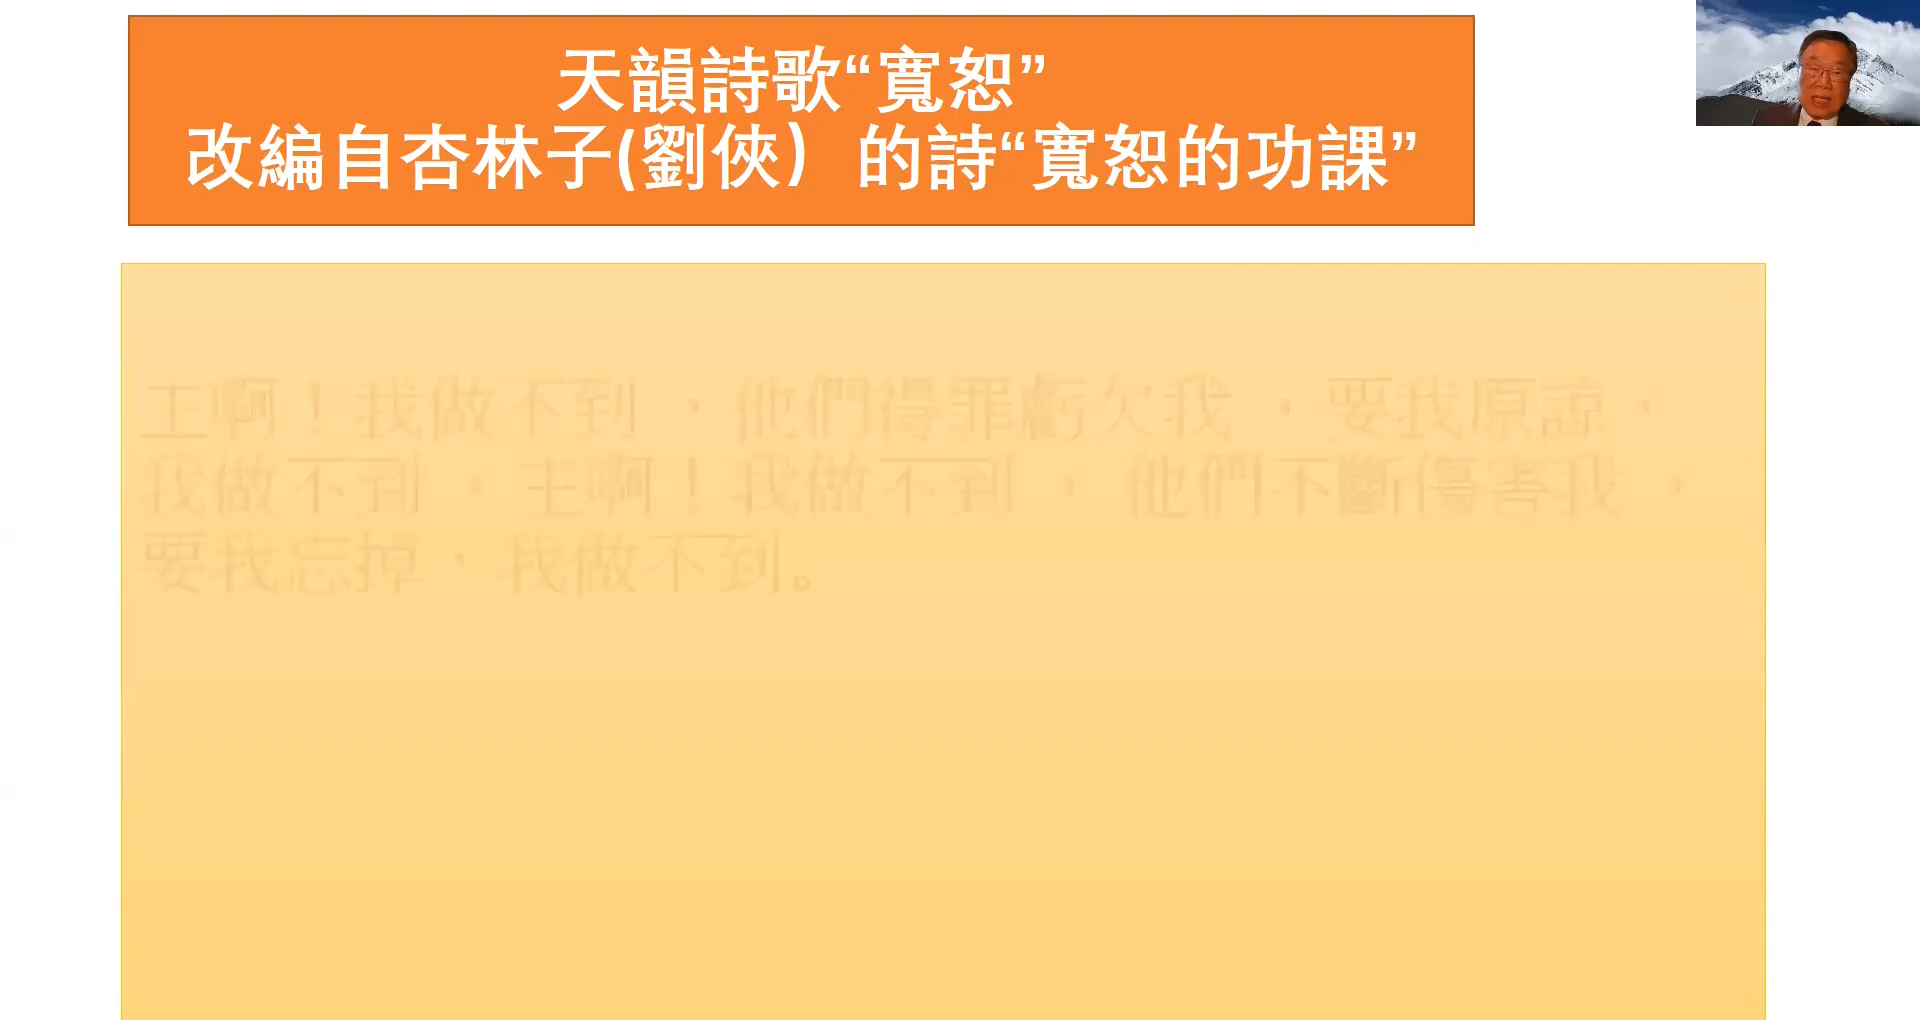 天韻詩歌“寬恕”
改編自杏林子(劉俠） 的詩“寬恕的功課”
主啊！我做不到 ，他們得罪虧欠我 ，要我原諒，
我做不到 ，主啊！我做不到 ， 他們不斷傷害我 ，
要我忘掉，我做不到。